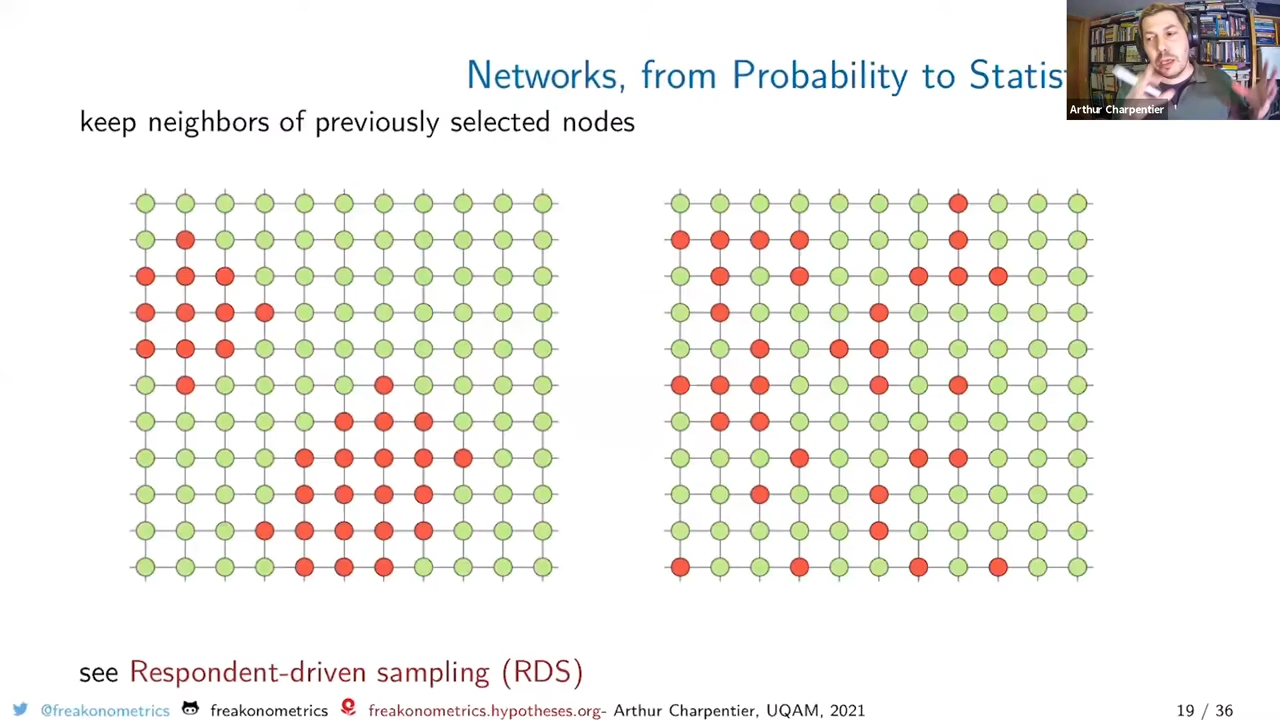 Networks, from Probability to Statis
Arthur Charpentier
keep neighbors of previously selected nodes
see Respondent-driven sampling (RDS)
@freakonometrics freakonometrics freakonometrics.hypotheses.org- Arthur Charpentier, UQAM, 2021 19 / 36